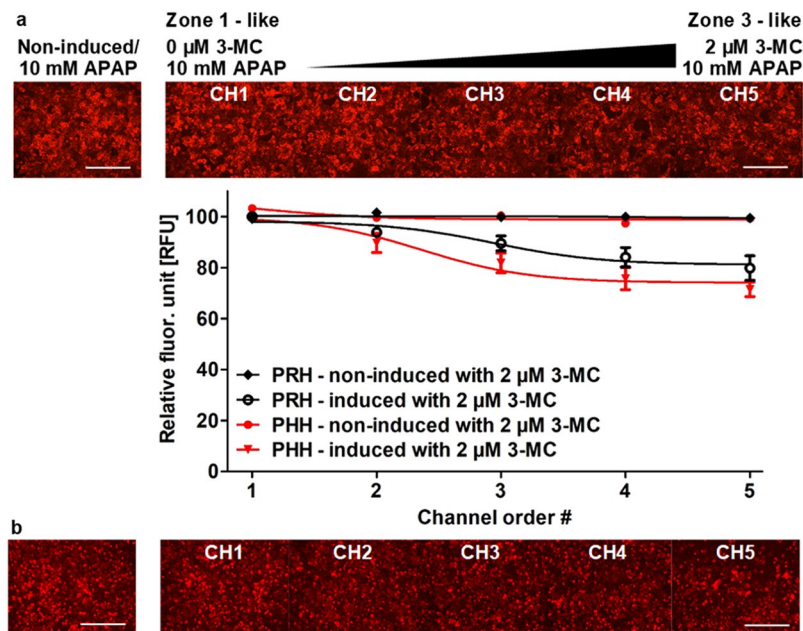 a
Zone 1 - like
Zone 3 - like
Non-induced/
10 mM APAP
0 µM 3-MC
10 mM APAP
2 µM 3-MC
10 mM APAP
CH1 CH2 CH3 CH4 CH5
Relative fluor. unit [RFU]
100
80
60
40
20
0
PRH - non-induced with 2 µM 3-MC
PRH - induced with 2 µM 3-MC
PHH - non-induced with 2 µM 3-MC
PHH - induced with 2 µM 3-MC
1 2 3 4 5
Channel order #
b
CH1 CH2 CH3 CH4 CH5